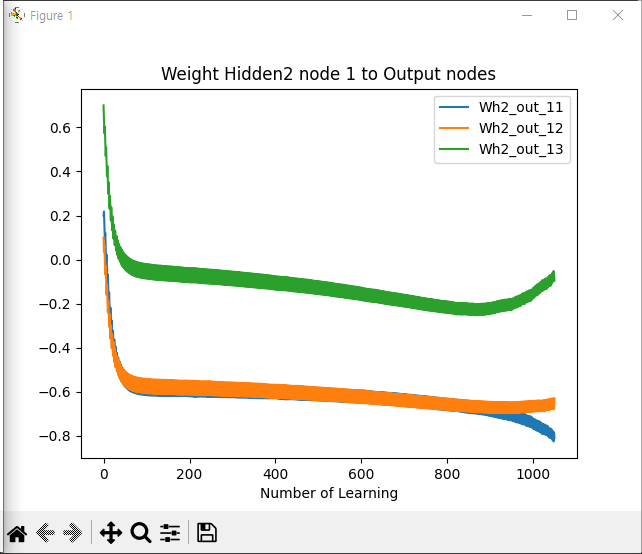 Figure 1
Weight Hidden2 node 1 to Output nodes
Wh2_out_11
Wh2_out_12
Wh2_out_13
0.6
0.4
0.2
0.0
−0.2
−0.4
−0.6
−0.8
0 200 400 600 800 1000
Number of Learning